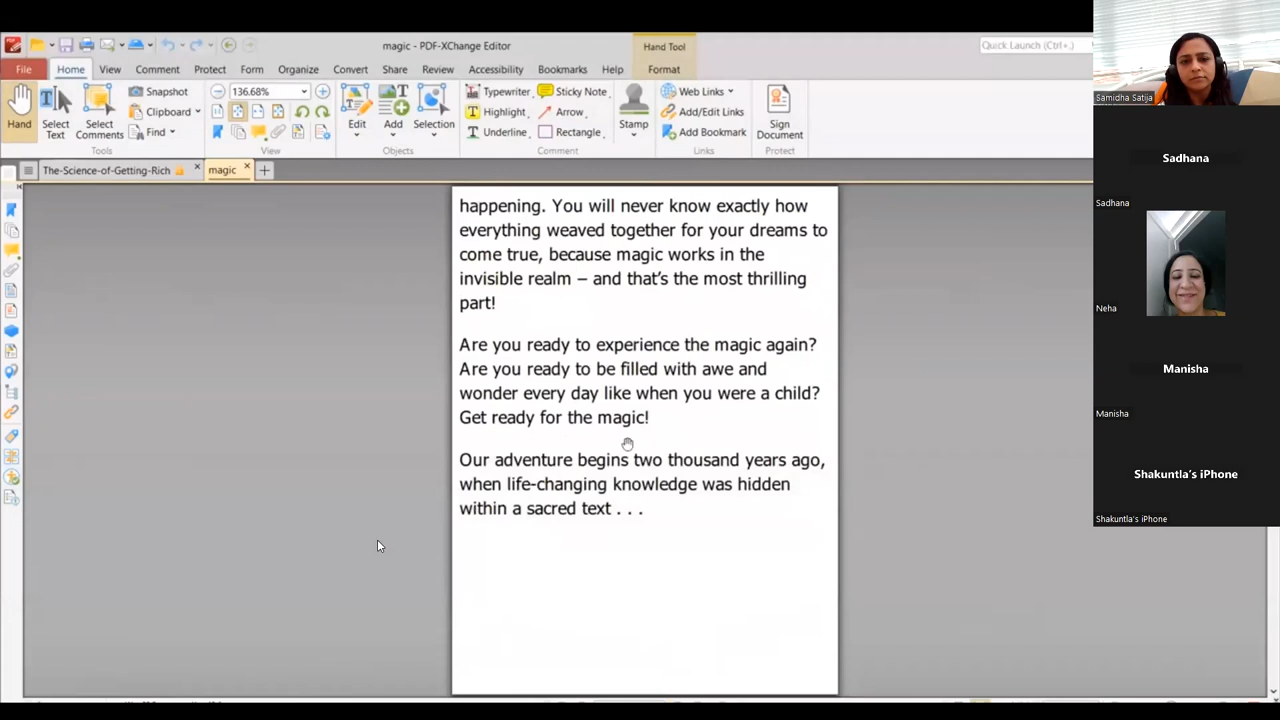 magic - PDF-XChange Editor
Hand Tool
Quick Launch (Ctrl+.)
File Home View Comment Protect Form Organize Convert Share Review Accessibility Bookmarks Help Format
Hand
Select Text
Select Comments
Snapshot
Clipboard
Find
Tools
136.68%
View
Edit
Add
Selection
Objects
Typewriter
Sticky Note
Highlight
Arrow
Underline
Rectangle
Stamp
Comment
Web Links
Add/Edit Links
Add Bookmark
Links
Sign Document
Protect
The-Science-of-Getting-Rich
magic
happening. You will never know exactly how
everything weaved together for your dreams to
come true, because magic works in the
invisible realm – and that's the most thrilling
part!
Are you ready to experience the magic again?
Are you ready to be filled with awe and
wonder every day like when you were a child?
Get ready for the magic!
Our adventure begins two thousand years ago,
when life-changing knowledge was hidden
within a sacred text . . .
Samidha Satija
Sadhana
Sadhana
Neha
Manisha
Manisha
Shakuntla's iPhone
Shakuntla's iPhone